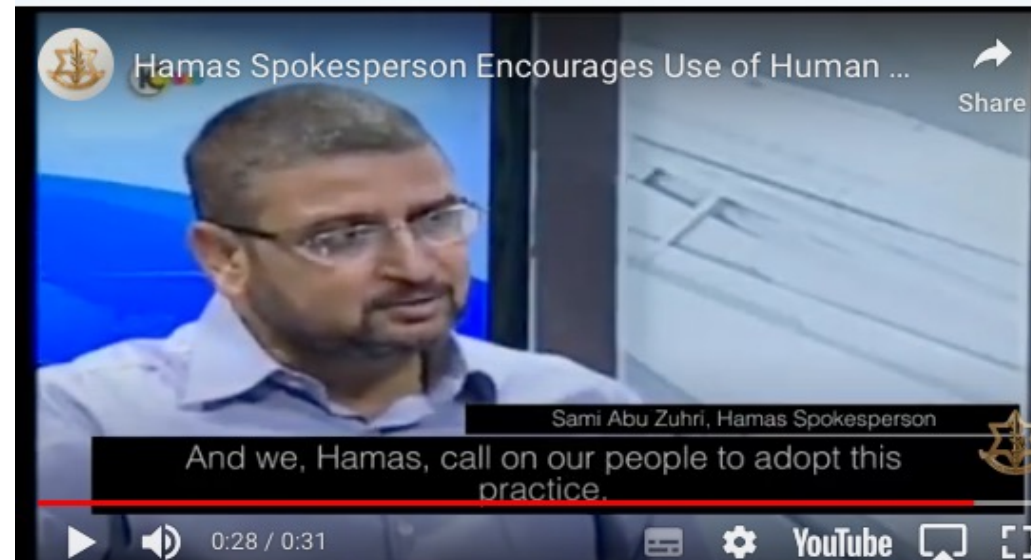 Hamas Spokesperson Encourages Use of Human ...
Share
Sami Abu Zuhri, Hamas Spokesperson
And we, Hamas, call on our people to adopt this
practice.
0:28 / 0:31
YouTube